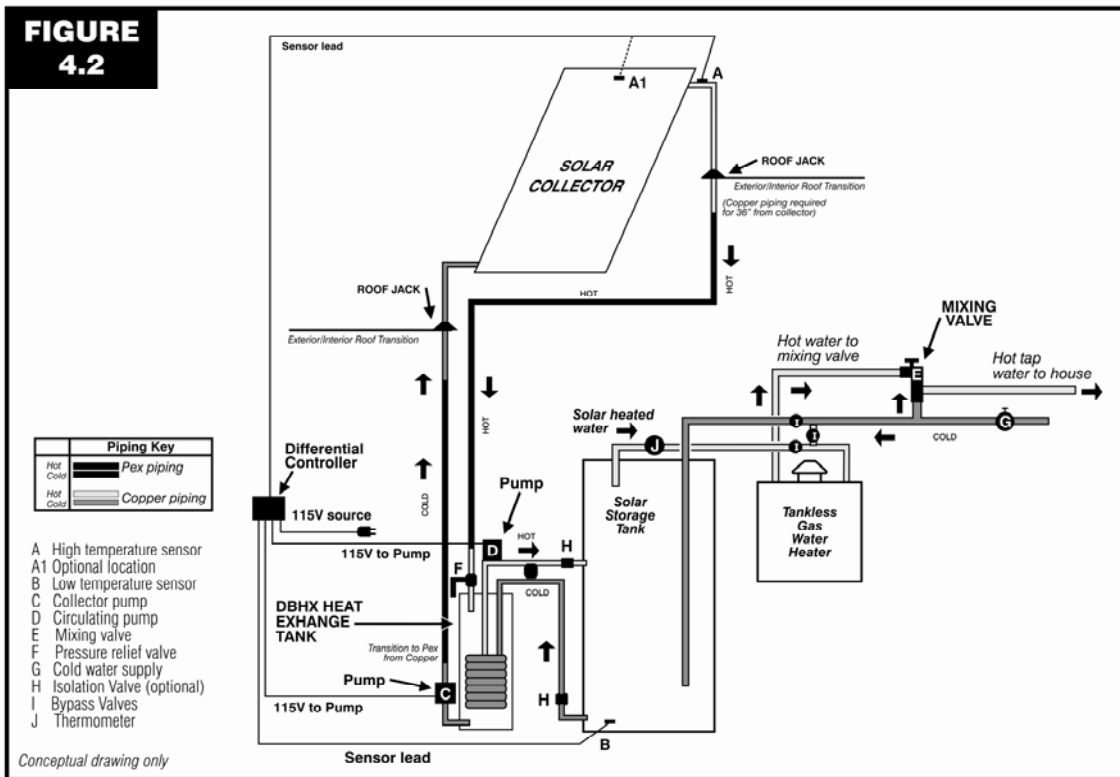 FIGURE
4.2
Sensor lead
A1
A
SOLAR
COLLECTOR
ROOF JACK
Exterior/Interior Roof Transition
(Copper piping required
for 36" from collector)
HOT
HOT
ROOF JACK
Exterior/Interior Roof Transition
HOT
COLD
MIXING
VALVE
Hot water to
mixing valve
Hot tap
water to house
E
G
I
I
I
COLD
Solar heated
water
J
Piping Key
Hot
Cold
Pex piping
Hot
Cold
Copper piping
Differential
Controller
115V source
115V to Pump
Pump
D
HOT
H
F
COLD
Solar
Storage
Tank
Tankless
Gas
Water
Heater
DBHX HEAT
EXHANGE
TANK
Transition to Pex
from Copper
Pump
C
115V to Pump
H
B
Sensor lead
A High temperature sensor
A1 Optional location
B Low temperature sensor
C Collector pump
D Circulating pump
E Mixing valve
F Pressure relief valve
G Cold water supply
H Isolation Valve (optional)
I Bypass Valves
J Thermometer
Conceptual drawing only